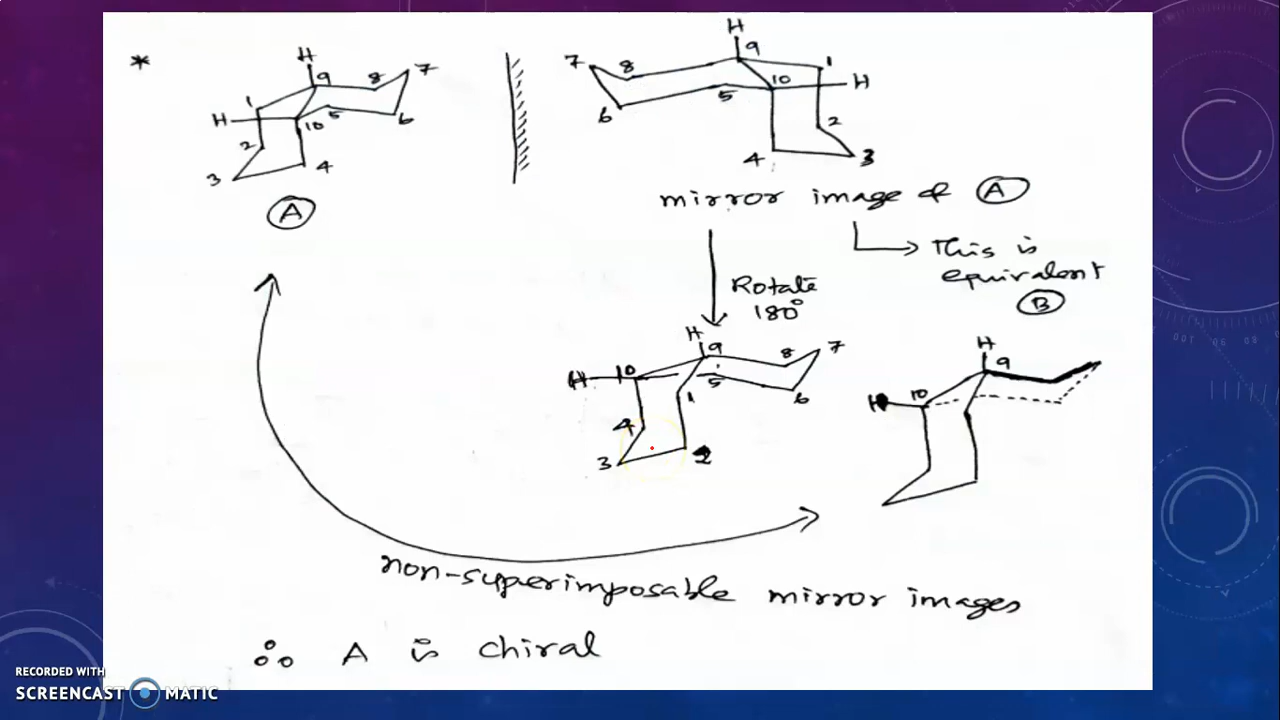 *
H
9
8
7
1
H
10
5
6
2
4
3
A
H
9
7
8
1
10
H
5
6
2
4
3
mirror image of A
This is
equivalent
B
Rotate
180°
H
9
8
7
H
10
5
1
6
4
3
2
H
9
H
10
non-superimposable mirror images
∴ A is chiral
RECORDED WITH
SCREENCAST MATIC